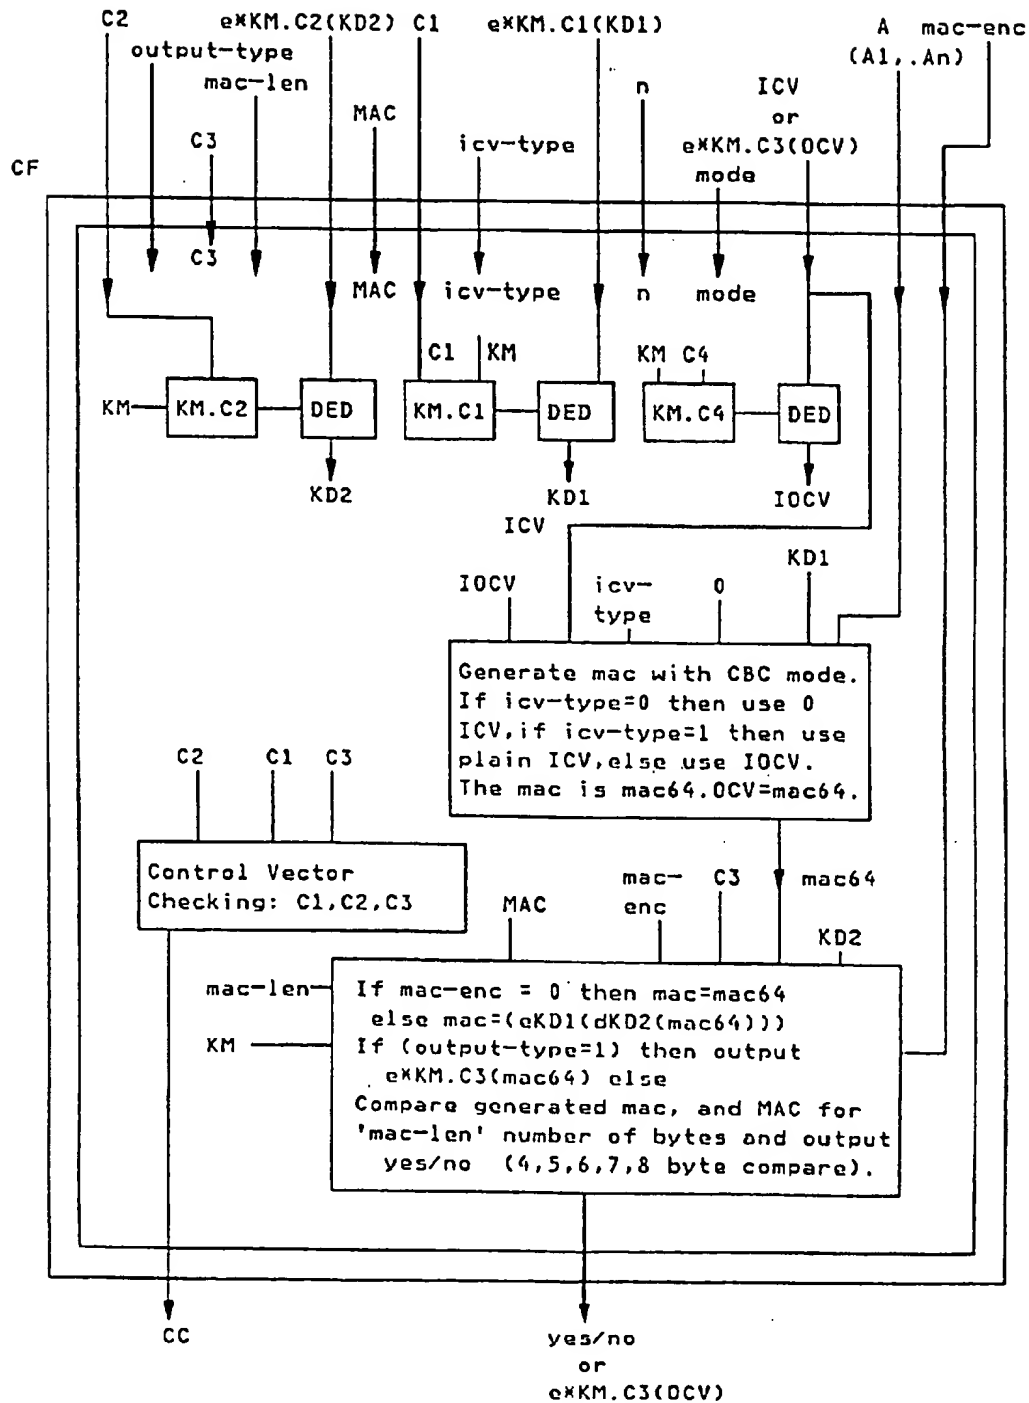 C2 e*KM.C2(KD2) C1 e*KM.C1(KD1) A mac-enc
output-type (A1,.An)
mac-len n ICV
MAC or
C3 icv-type e*KM.C3(OCV)
CF mode
C3
MAC icv-type n mode
C1 KM KM C4
KM KM.C2 DED KM.C1 DED KM.C4 DED
KD2 KD1 IOCV
ICV
KD1
IOCV icv- 0
type
Generate mac with CBC mode.
If icv-type=0 then use 0
ICV,if icv-type=1 then use
plain ICV,else use IOCV.
The mac is mac64.OCV=mac64.
C2 C1 C3
Control Vector
Checking: C1,C2,C3
mac- C3 mac64
MAC enc
KD2
mac-len If mac-enc = 0 then mac=mac64
else mac=(eKD1(dKD2(mac64)))
KM If (output-type=1) then output
e*KM.C3(mac64) else
Compare generated mac, and MAC for
'mac-len' number of bytes and output
yes/no (4,5,6,7,8 byte compare).
CC yes/no
or
e*KM.C3(OCV)